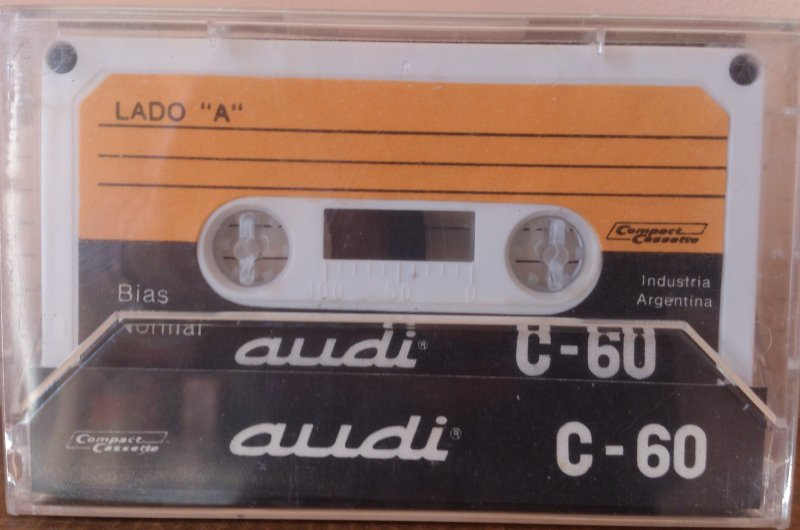 LADO "A"
Compact
Cassette
Bias
Normal
Industria
Argentina
100 50 0
audi®
C-60
Compact
Cassette
audi®
C-60